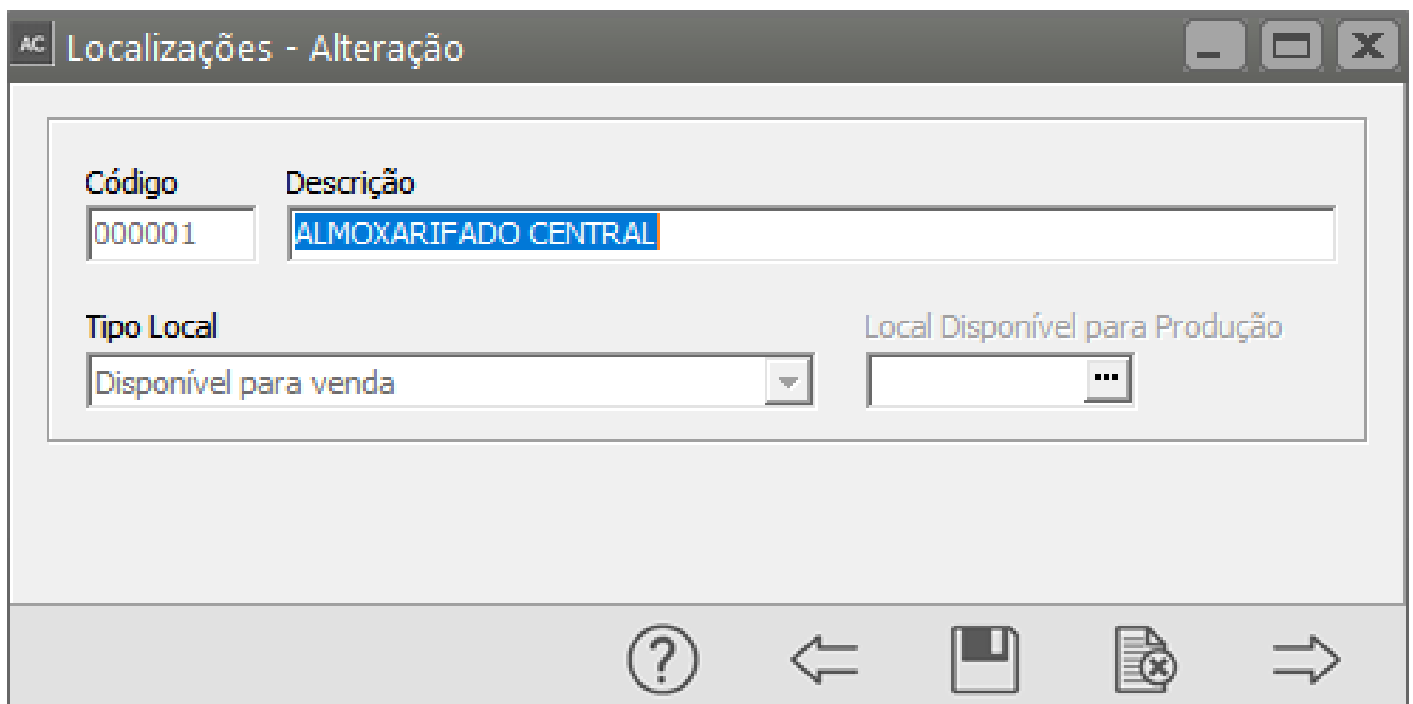 AC Localizações - Alteração
Código Descrição
000001 ALMOXARIFADO CENTRAL
Tipo Local Local Disponível para Produção
Disponível para venda ...
?